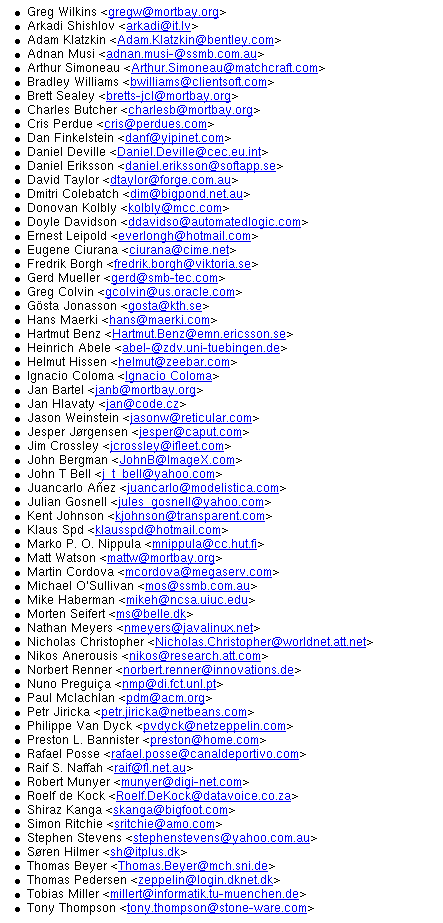 Greg Wilkins <gregw@mortbay.org>
Arkadi Shishlov <arkadi@it.lv>
Adam Klatzkin <Adam.Klatzkin@bentley.com>
Adnan Musi <adnan.musi-@ssmb.com.au>
Arthur Simoneau <Arthur.Simoneau@matchcraft.com>
Bradley Williams <bwilliams@clientsoft.com>
Brett Sealey <bretts-jcl@mortbay.org>
Charles Butcher <charlesb@mortbay.org>
Cris Perdue <cris@perdues.com>
Dan Finkelstein <danf@yipinet.com>
Daniel Deville <Daniel.Deville@cec.eu.int>
Daniel Eriksson <daniel.eriksson@softapp.se>
David Taylor <dtaylor@forge.com.au>
Dmitri Colebatch <dim@bigpond.net.au>
Donovan Kolbly <kolbly@mcc.com>
Doyle Davidson <ddavidso@automatedlogic.com>
Ernest Leipold <everlongh@hotmail.com>
Eugene Ciurana <ciurana@cime.net>
Fredrik Borgh <fredrik.borgh@viktoria.se>
Gerd Mueller <gerd@smb-tec.com>
Greg Colvin <gcolvin@us.oracle.com>
Gösta Jonasson <gosta@kth.se>
Hans Maerki <hans@maerki.com>
Hartmut Benz <Hartmut.Benz@emn.ericsson.se>
Heinrich Abele <abel-@zdv.uni-tuebingen.de>
Helmut Hissen <helmut@zeebar.com>
Ignacio Coloma <Ignacio Coloma>
Jan Bartel <janb@mortbay.org>
Jan Hlavatý <jan@code.cz>
Jason Weinstein <jasonw@reticular.com>
Jesper Jørgensen <jesper@caput.com>
Jim Crossley <jcrossley@ifleet.com>
John Bergman <JohnB@ImageX.com>
John T Bell <j_t_bell@yahoo.com>
Juancarlo Añez <juancarlo@modelistica.com>
Julian Gosnell <jules_gosnell@yahoo.com>
Kent Johnson <kjohnson@transparent.com>
Klaus Spd <klausspd@hotmail.com>
Marko P. O. Nippula <mnippula@cc.hut.fi>
Matt Watson <mattw@mortbay.org>
Martin Cordova <mcordova@megaserv.com>
Michael O'Sullivan <mos@ssmb.com.au>
Mike Haberman <mikeh@ncsa.uiuc.edu>
Morten Seifert <ms@belle.dk>
Nathan Meyers <nmeyers@javalinux.net>
Nicholas Christopher <Nicholas.Christopher@worldnet.att.net>
Nikos Anerousis <nikos@research.att.com>
Norbert Renner <norbert.renner@innovations.de>
Nuno Preguiça <nmp@di.fct.unl.pt>
Paul Mclachlan <pdm@acm.org>
Petr Jiricka <petr.jiricka@netbeans.com>
Philippe Van Dyck <pvdyck@netzeppelin.com>
Preston L. Bannister <preston@home.com>
Rafael Posse <rafael.posse@canaldeportivo.com>
Raif S. Naffah <raif@fl.net.au>
Robert Munyer <munyer@digi-net.com>
Roelf de Kock <Roelf.DeKock@datavoice.co.za>
Shiraz Kanga <skanga@bigfoot.com>
Simon Ritchie <sritchie@amo.com>
Stephen Stevens <stephenstevens@yahoo.com.au>
Søren Hilmer <sh@itplus.dk>
Thomas Beyer <Thomas.Beyer@mch.sni.de>
Thomas Pedersen <zeppelin@login.dknet.dk>
Tobias Miller <millert@informatik.tu-muenchen.de>
Tony Thompson <tony.thompson@stone-ware.com>